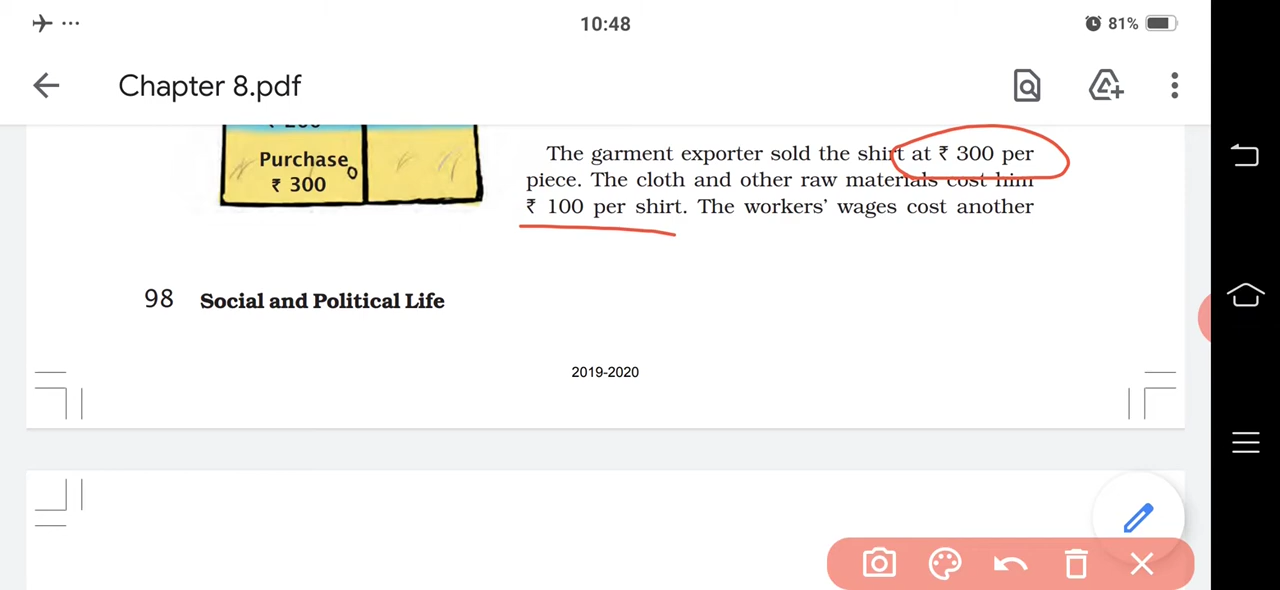 10:48
81%
Chapter 8.pdf
Purchase
₹ 300
The garment exporter sold the shirt at ₹ 300 per
piece. The cloth and other raw materials cost him
₹ 100 per shirt. The workers' wages cost another
98 Social and Political Life
2019-2020